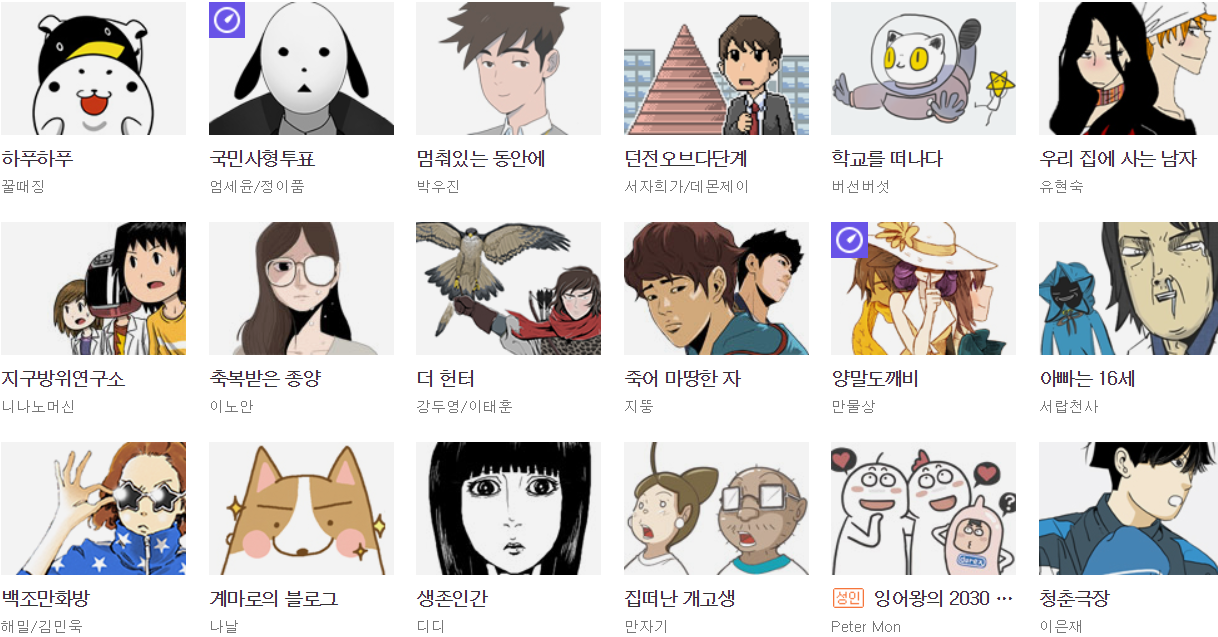 하푸하푸
꿀때징
국민사형투표
엄세윤/정이품
멈춰있는 동안에
박우진
던전오브다단계
서자희가/데몬제이
학교를 떠나다
버선버섯
우리 집에 사는 남자
유현숙
지구방위연구소
니나노머신
축복받은 종양
이노안
더 헌터
강두영/이태훈
죽어 마땅한 자
지뚱
양말도깨비
만물상
아빠는 16세
서랍천사
백조만화방
해밀/김민욱
계마로의 블로그
나날
생존인간
디디
집떠난 개고생
만자기
성인 잉어왕의 2030 ⋯
Peter Mon
청춘극장
이은재